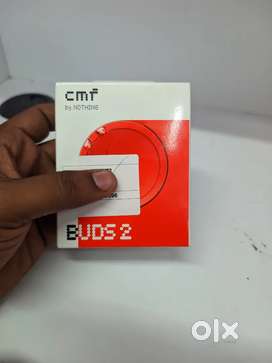 cmf
by NOTHING
BUDS 2
olx